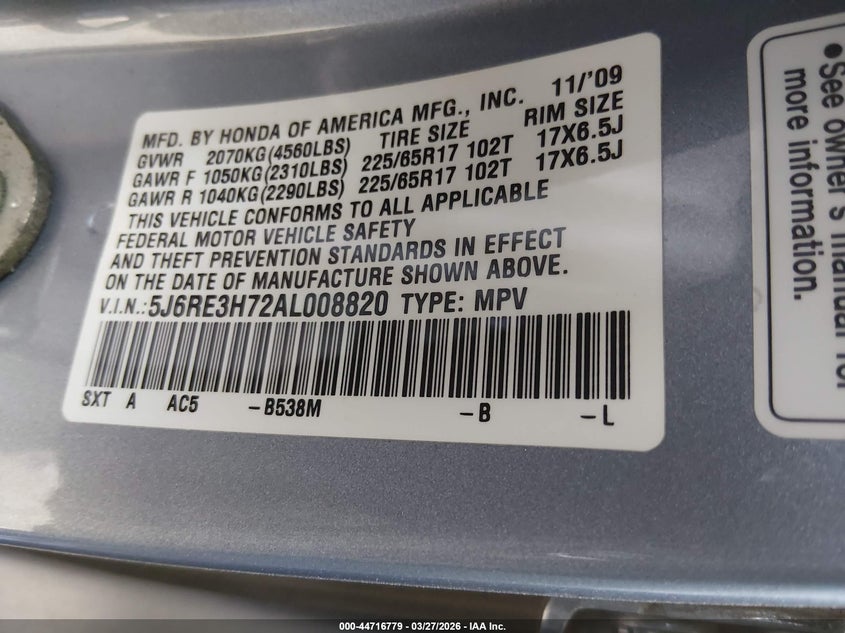 MFD. BY HONDA OF AMERICA MFG., INC. 11/'09
GVWR 2070KG(4560LBS) TIRE SIZE RIM SIZE
GAWR F 1050KG(2310LBS) 225/65R17 102T 17X6.5J
GAWR R 1040KG(2290LBS) 225/65R17 102T 17X6.5J
THIS VEHICLE CONFORMS TO ALL APPLICABLE
FEDERAL MOTOR VEHICLE SAFETY
AND THEFT PREVENTION STANDARDS IN EFFECT
ON THE DATE OF MANUFACTURE SHOWN ABOVE.
V.I.N.:5J6RE3H72AL008820 TYPE: MPV
SXT A AC5 -B538M -B -L
•See owner's manual for
more information.
000-44716779 — 03/27/2026 - IAA Inc.